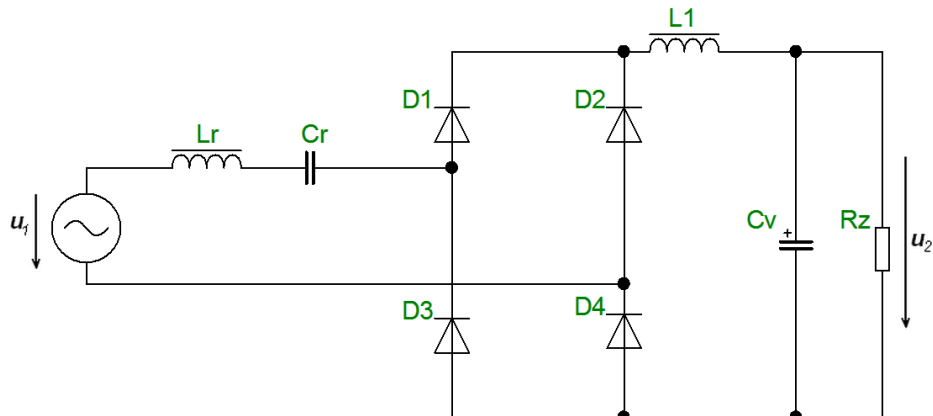 L1
D1
D2
Lr
Cr
u₁
Cv
+
Rz
u₂
D3
D4